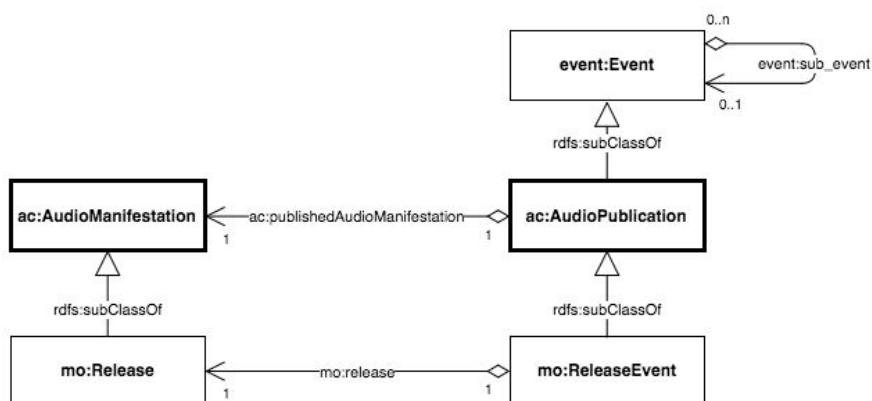 0..n
event:Event
event:sub_event
0..1
rdfs:subClassOf
ac:AudioManifestation
ac:publishedAudioManifestation
ac:AudioPublication
1
1
rdfs:subClassOf
rdfs:subClassOf
mo:Release
mo:release
mo:ReleaseEvent
1
1